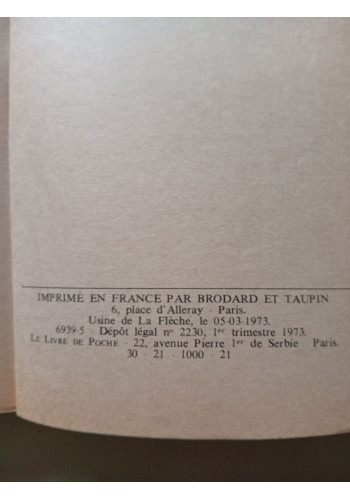 IMPRIMÉ EN FRANCE PAR BRODARD ET TAUPIN
6, place d'Alleray - Paris.
Usine de La Flèche, le 05-03-1973.
6939-5 - Dépôt légal nº 2230, 1er trimestre 1973.
LE LIVRE DE POCHE - 22, avenue Pierre 1er de Serbie - Paris.
30 - 21 - 1000 - 21